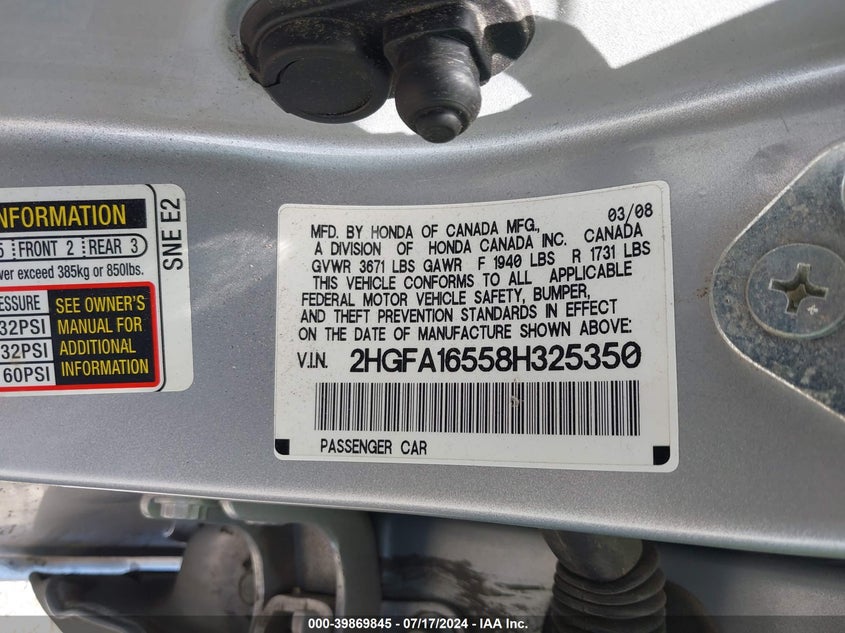 NFORMATION
5 FRONT 2 REAR 3
ver exceed 385kg or 850lbs.
RESSURE
32PSI
32PSI
60PSI
SEE OWNER'S
MANUAL FOR
ADDITIONAL
INFORMATION
SNE E2
03/08
MFD. BY HONDA OF CANADA MFG.,
A DIVISION OF HONDA CANADA INC. CANADA
GVWR 3671 LBS GAWR F 1940 LBS R 1731 LBS
THIS VEHICLE CONFORMS TO ALL APPLICABLE
FEDERAL MOTOR VEHICLE SAFETY, BUMPER,
AND THEFT PREVENTION STANDARDS IN EFFECT
ON THE DATE OF MANUFACTURE SHOWN ABOVE:
V.I.N. 2HGFA16558H325350
PASSENGER CAR
000-39869845 - 07/17/2024 - IAA Inc.